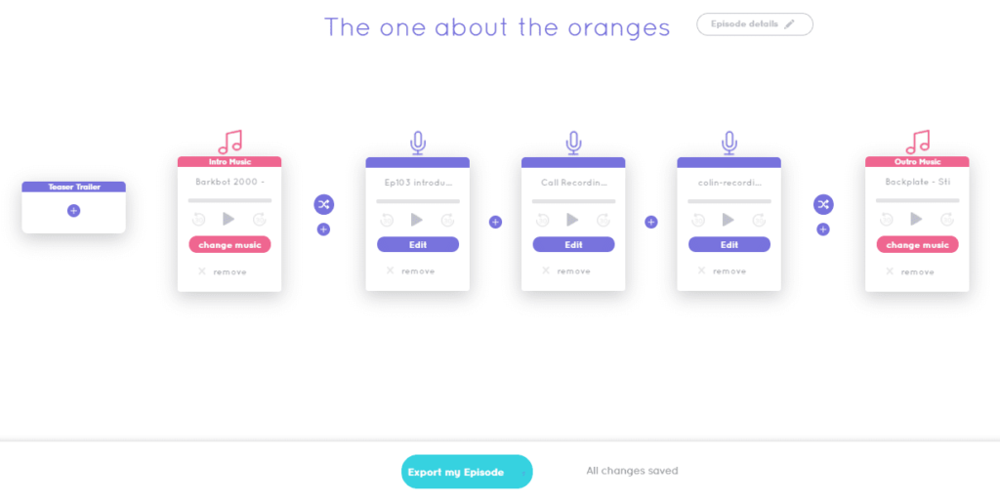 The one about the oranges
Episode details
Teaser Trailer
Intro Music
Barkbot 2000 -
change music
remove
Ep103 introdu...
Edit
remove
Call Recordin...
Edit
remove
colin-recordi...
Edit
remove
Outro Music
Backplate - Sti
change music
remove
Export my Episode
All changes saved